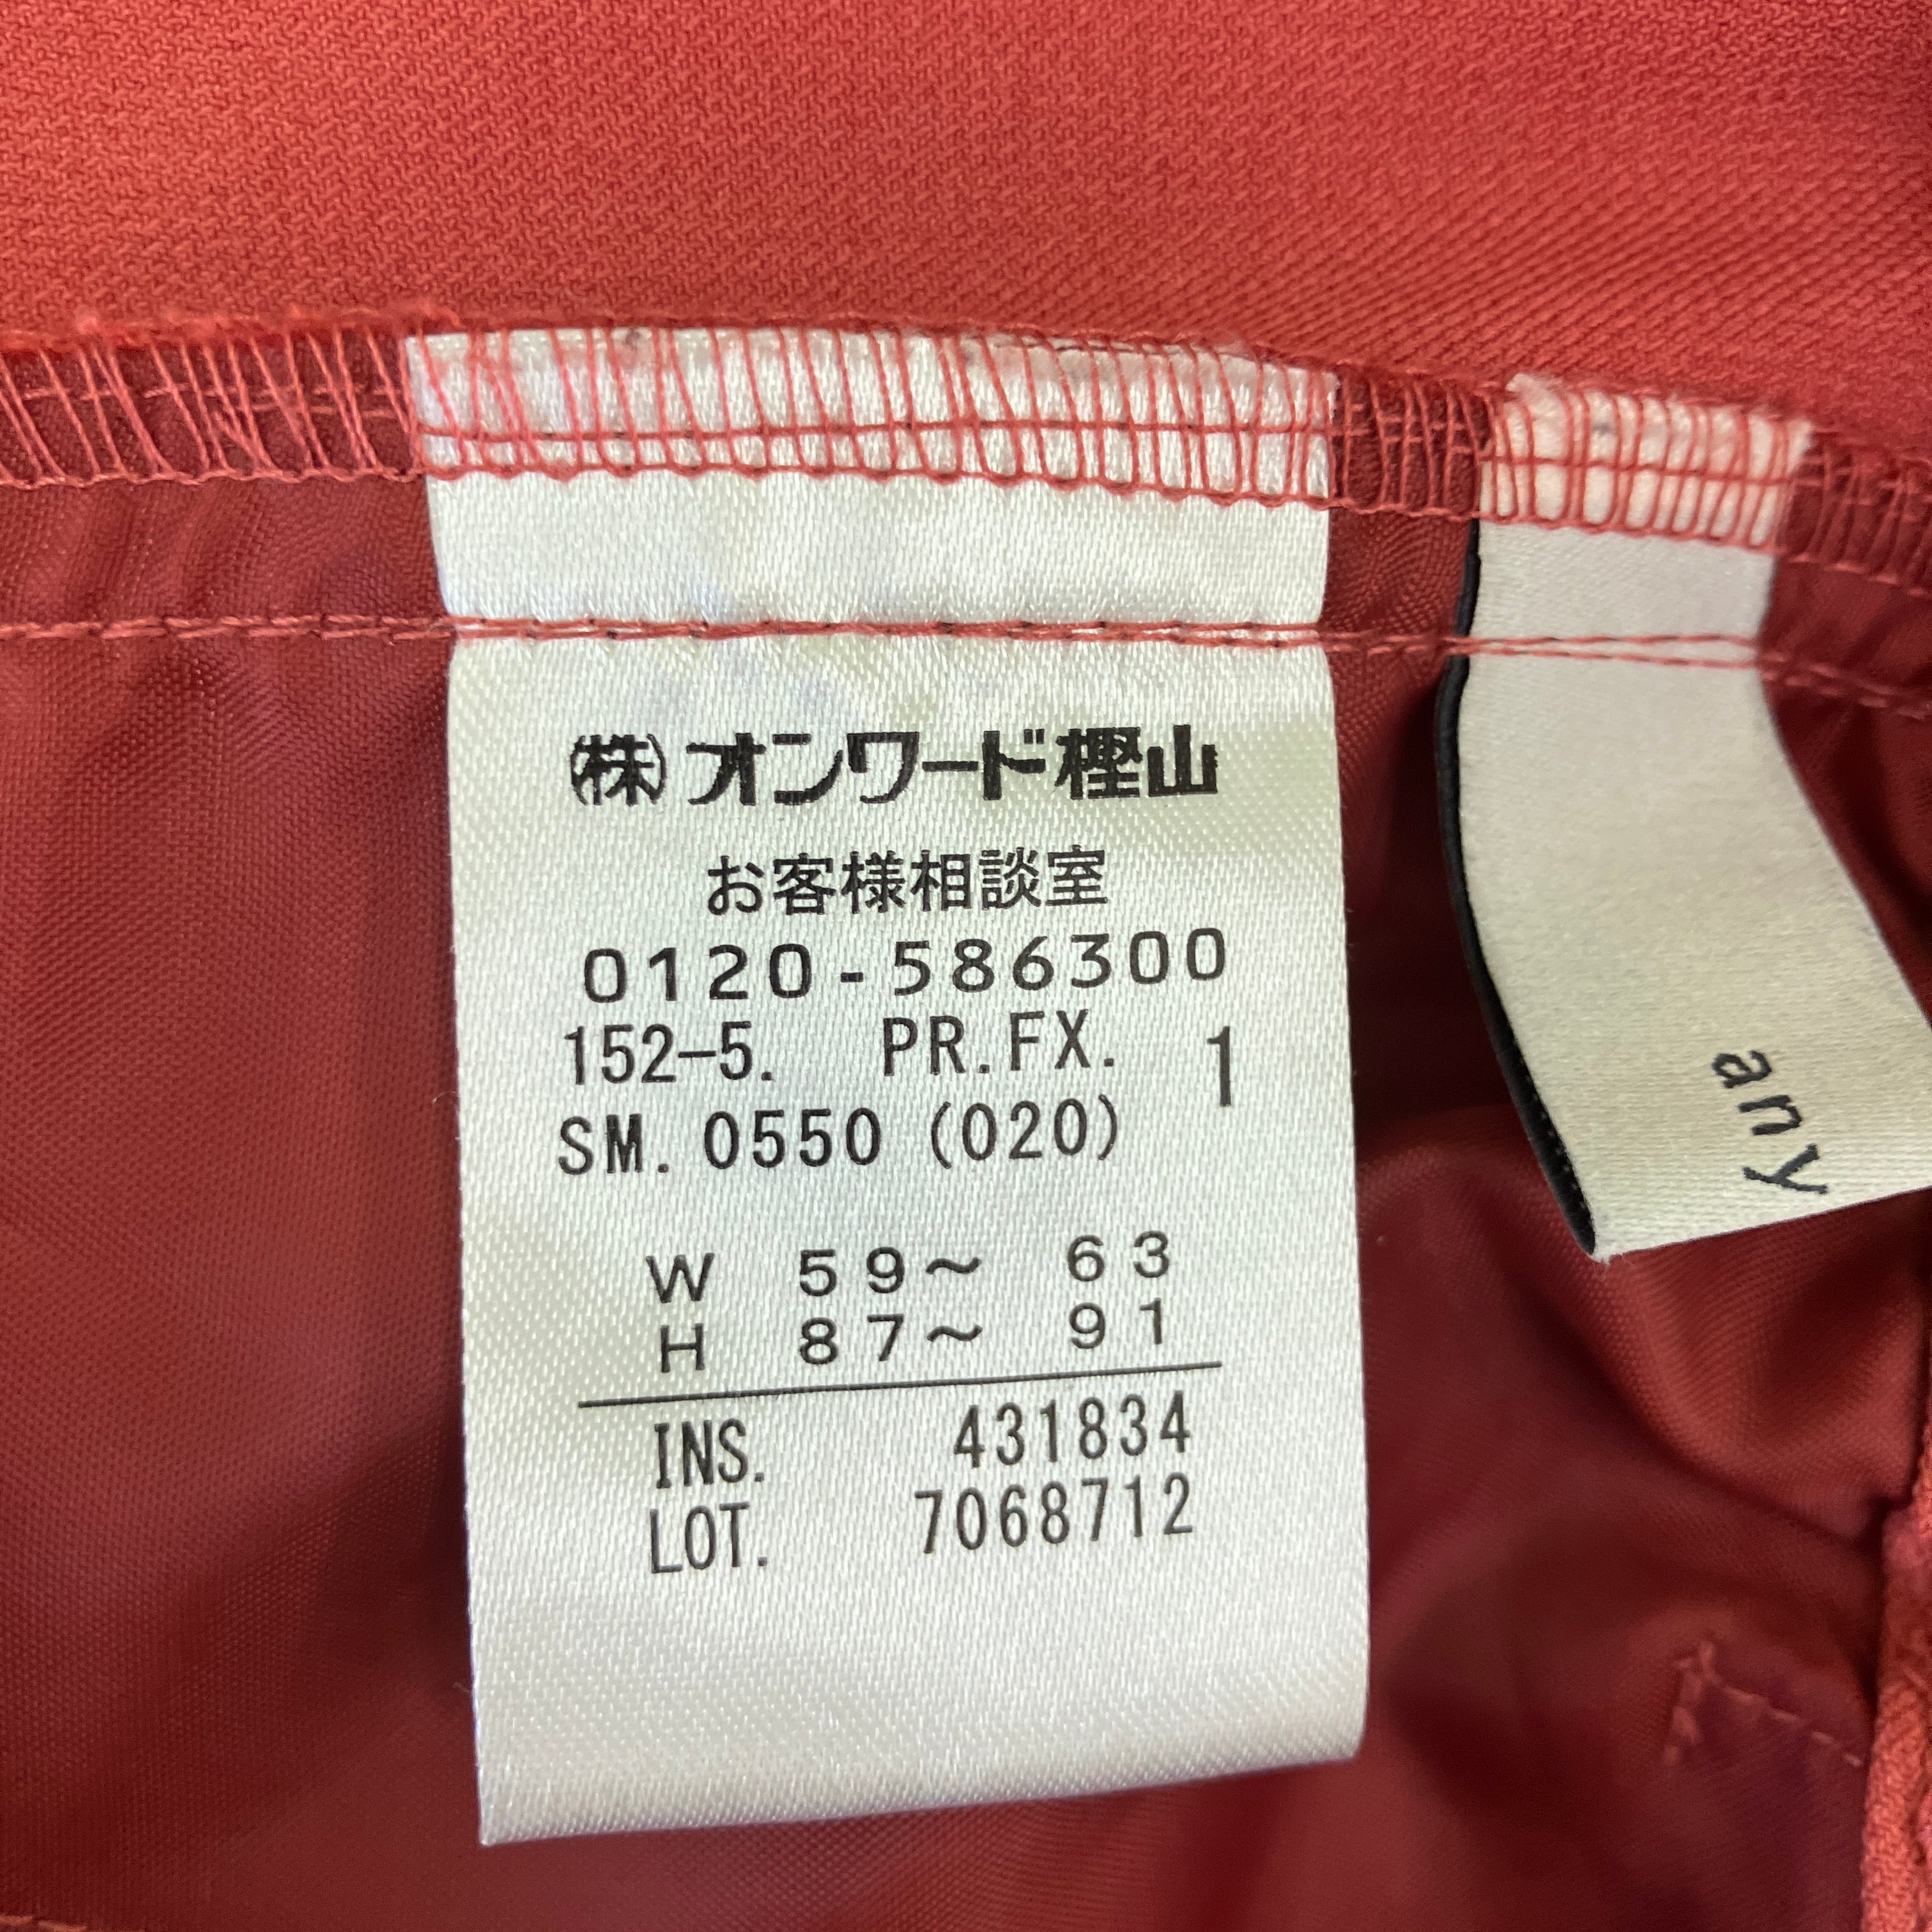 ㈱オンワード樫山
お客様相談室
0120-586300
152-5. PR.FX. 1
SM. 0550 (020)
W 59~ 63
H 87~ 91
INS. 431834
LOT. 7068712
any